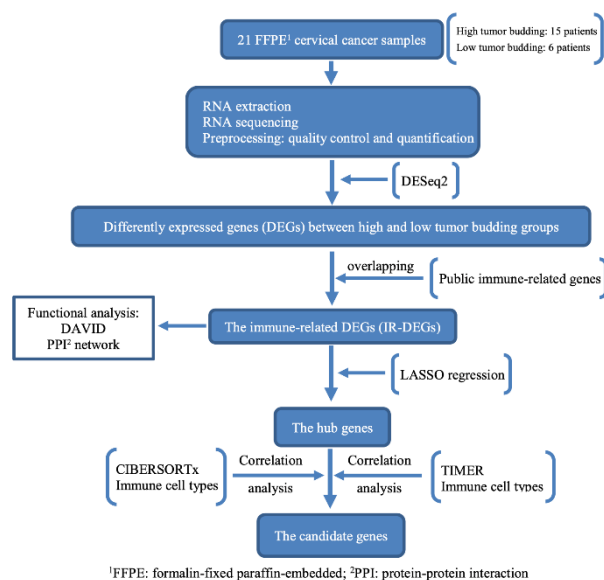 21 FFPE¹ cervical cancer samples
High tumor budding: 15 patients
Low tumor budding: 6 patients
RNA extraction
RNA sequencing
Preprocessing: quality control and quantification
DESeq2
Differently expressed genes (DEGs) between high and low tumor budding groups
overlapping
Public immune-related genes
Functional analysis:
DAVID
PPI² network
The immune-related DEGs (IR-DEGs)
LASSO regression
The hub genes
CIBERSORTx
Immune cell types
Correlation
analysis
Correlation
analysis
TIMER
Immune cell types
The candidate genes
¹FFPE: formalin-fixed paraffin-embedded; ²PPI: protein-protein interaction